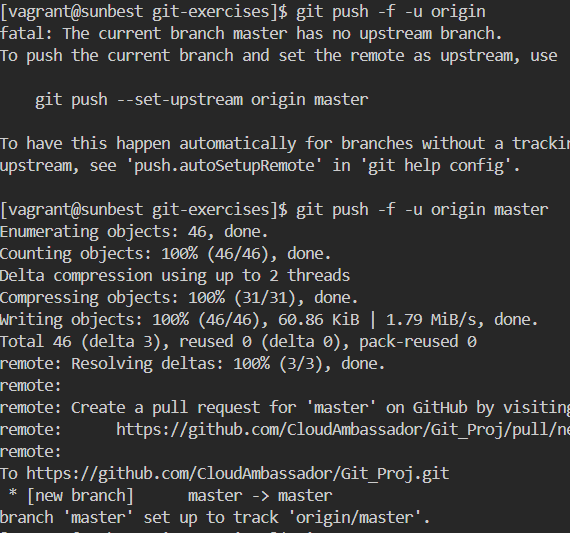 [vagrant@sunbest git-exercises]$ git push -f -u origin
fatal: The current branch master has no upstream branch.
To push the current branch and set the remote as upstream, use
git push --set-upstream origin master
To have this happen automatically for branches without a trackin
upstream, see 'push.autoSetupRemote' in 'git help config'.
[vagrant@sunbest git-exercises]$ git push -f -u origin master
Enumerating objects: 46, done.
Counting objects: 100% (46/46), done.
Delta compression using up to 2 threads
Compressing objects: 100% (31/31), done.
Writing objects: 100% (46/46), 60.86 KiB | 1.79 MiB/s, done.
Total 46 (delta 3), reused 0 (delta 0), pack-reused 0
remote: Resolving deltas: 100% (3/3), done.
remote:
remote: Create a pull request for 'master' on GitHub by visiting
remote:      https://github.com/CloudAmbassador/Git_Proj/pull/ne
remote:
To https://github.com/CloudAmbassador/Git_Proj.git
 * [new branch]      master -> master
branch 'master' set up to track 'origin/master'.